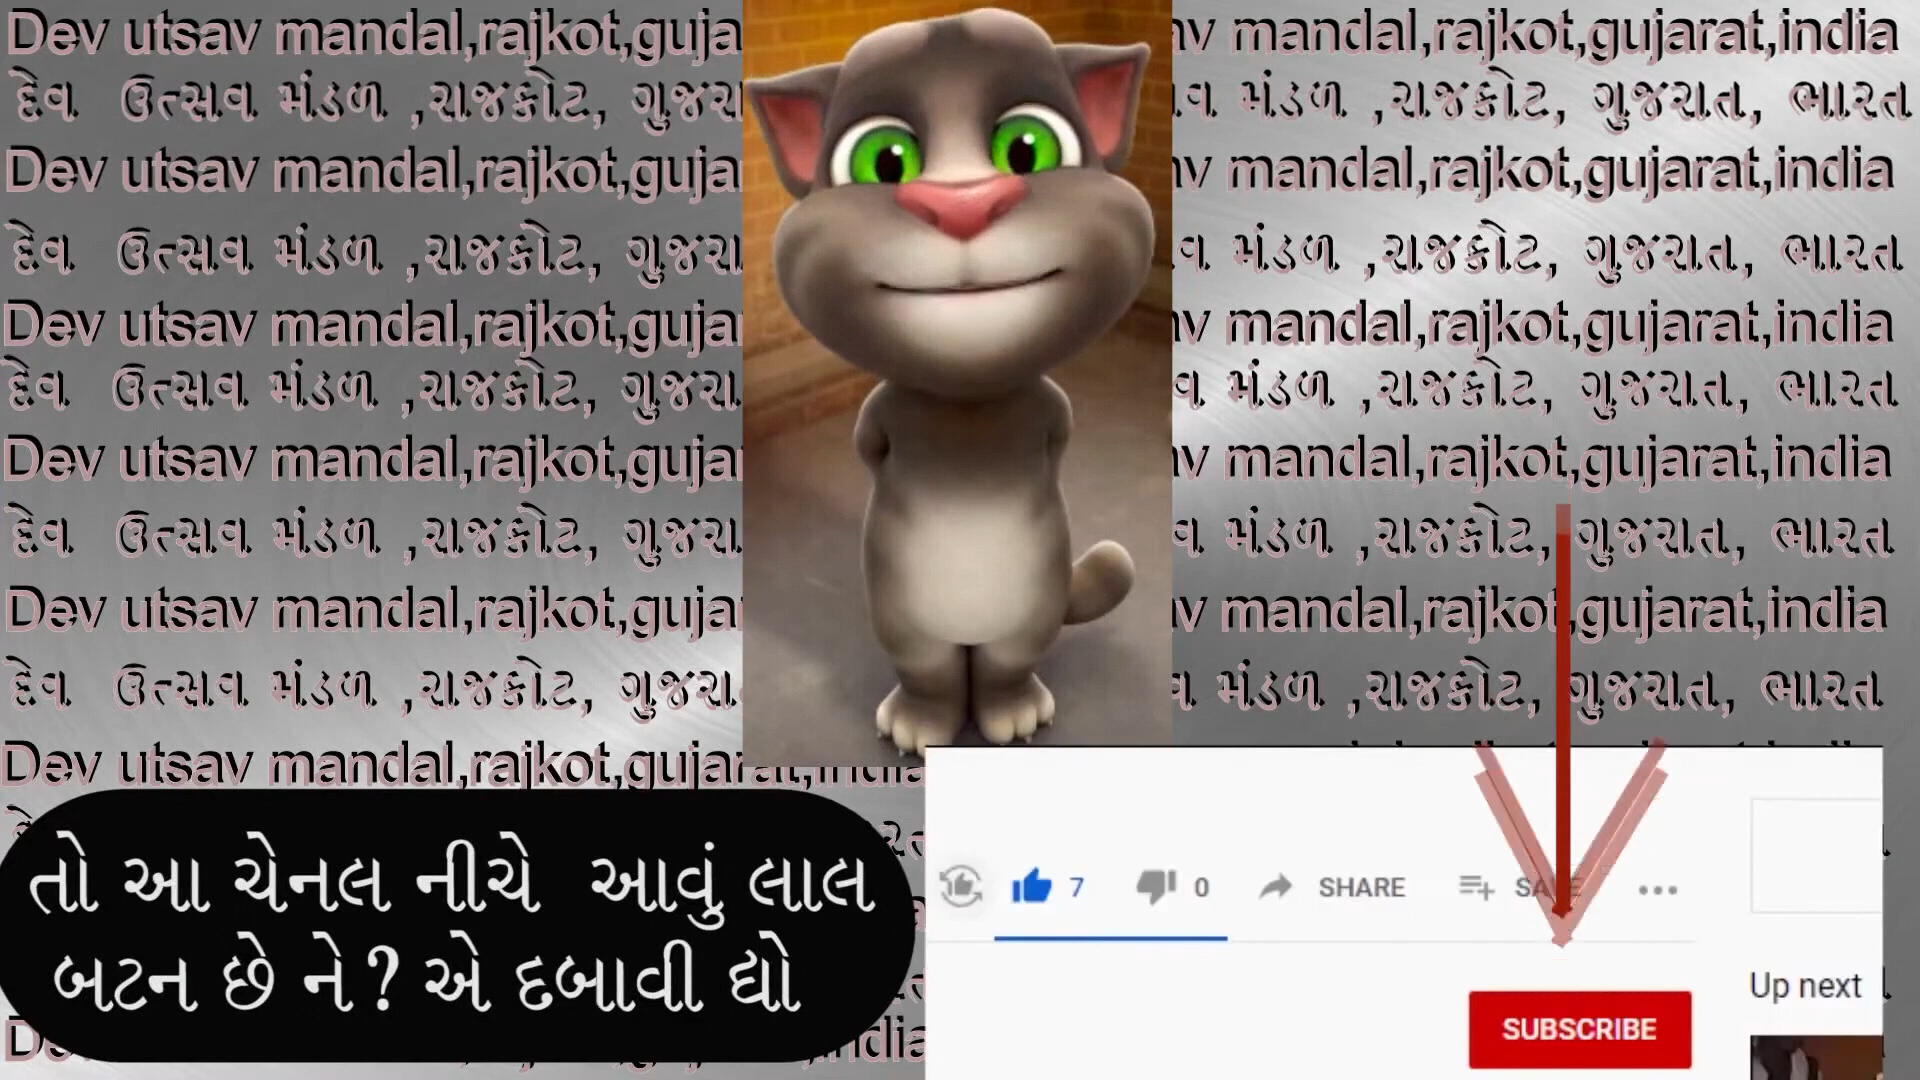 Dev utsav mandal,rajkot,guja
av mandal,rajkot,gujarat,india
દેવ ઉત્સવ મંડળ ,રાજકોટ, ગુજરા
વ મંડળ ,રાજકોટ, ગુજરાત, ભારત
Dev utsav mandal,rajkot,guja
av mandal,rajkot,gujarat,india
દેવ ઉત્સવ મંડળ ,રાજકોટ, ગુજરા
વ મંડળ ,રાજકોટ, ગુજરાત, ભારત
Dev utsav mandal,rajkot,gujar
av mandal,rajkot,gujarat,india
દેવ ઉત્સવ મંડળ ,રાજકોટ, ગુજરા
વ મંડળ ,રાજકોટ, ગુજરાત, ભારત
Dev utsav mandal,rajkot,gujar
av mandal,rajkot,gujarat,india
દેવ ઉત્સવ મંડળ ,રાજકોટ, ગુજરા
વ મંડળ ,રાજકોટ, ગુજરાત, ભારત
Dev utsav mandal,rajkot,gujar
av mandal,rajkot,gujarat,india
દેવ ઉત્સવ મંડળ ,રાજકોટ, ગુજરા
વ મંડળ ,રાજકોટ, ગુજરાત, ભારત
Dev utsav mandal,rajkot,gujarat,india
તો આ ચેનલ નીચે આવું લાલ
બટન છે ને? એ દબાવી દ્યો
7 0 SHARE SAVE
Up next
SUBSCRIBE